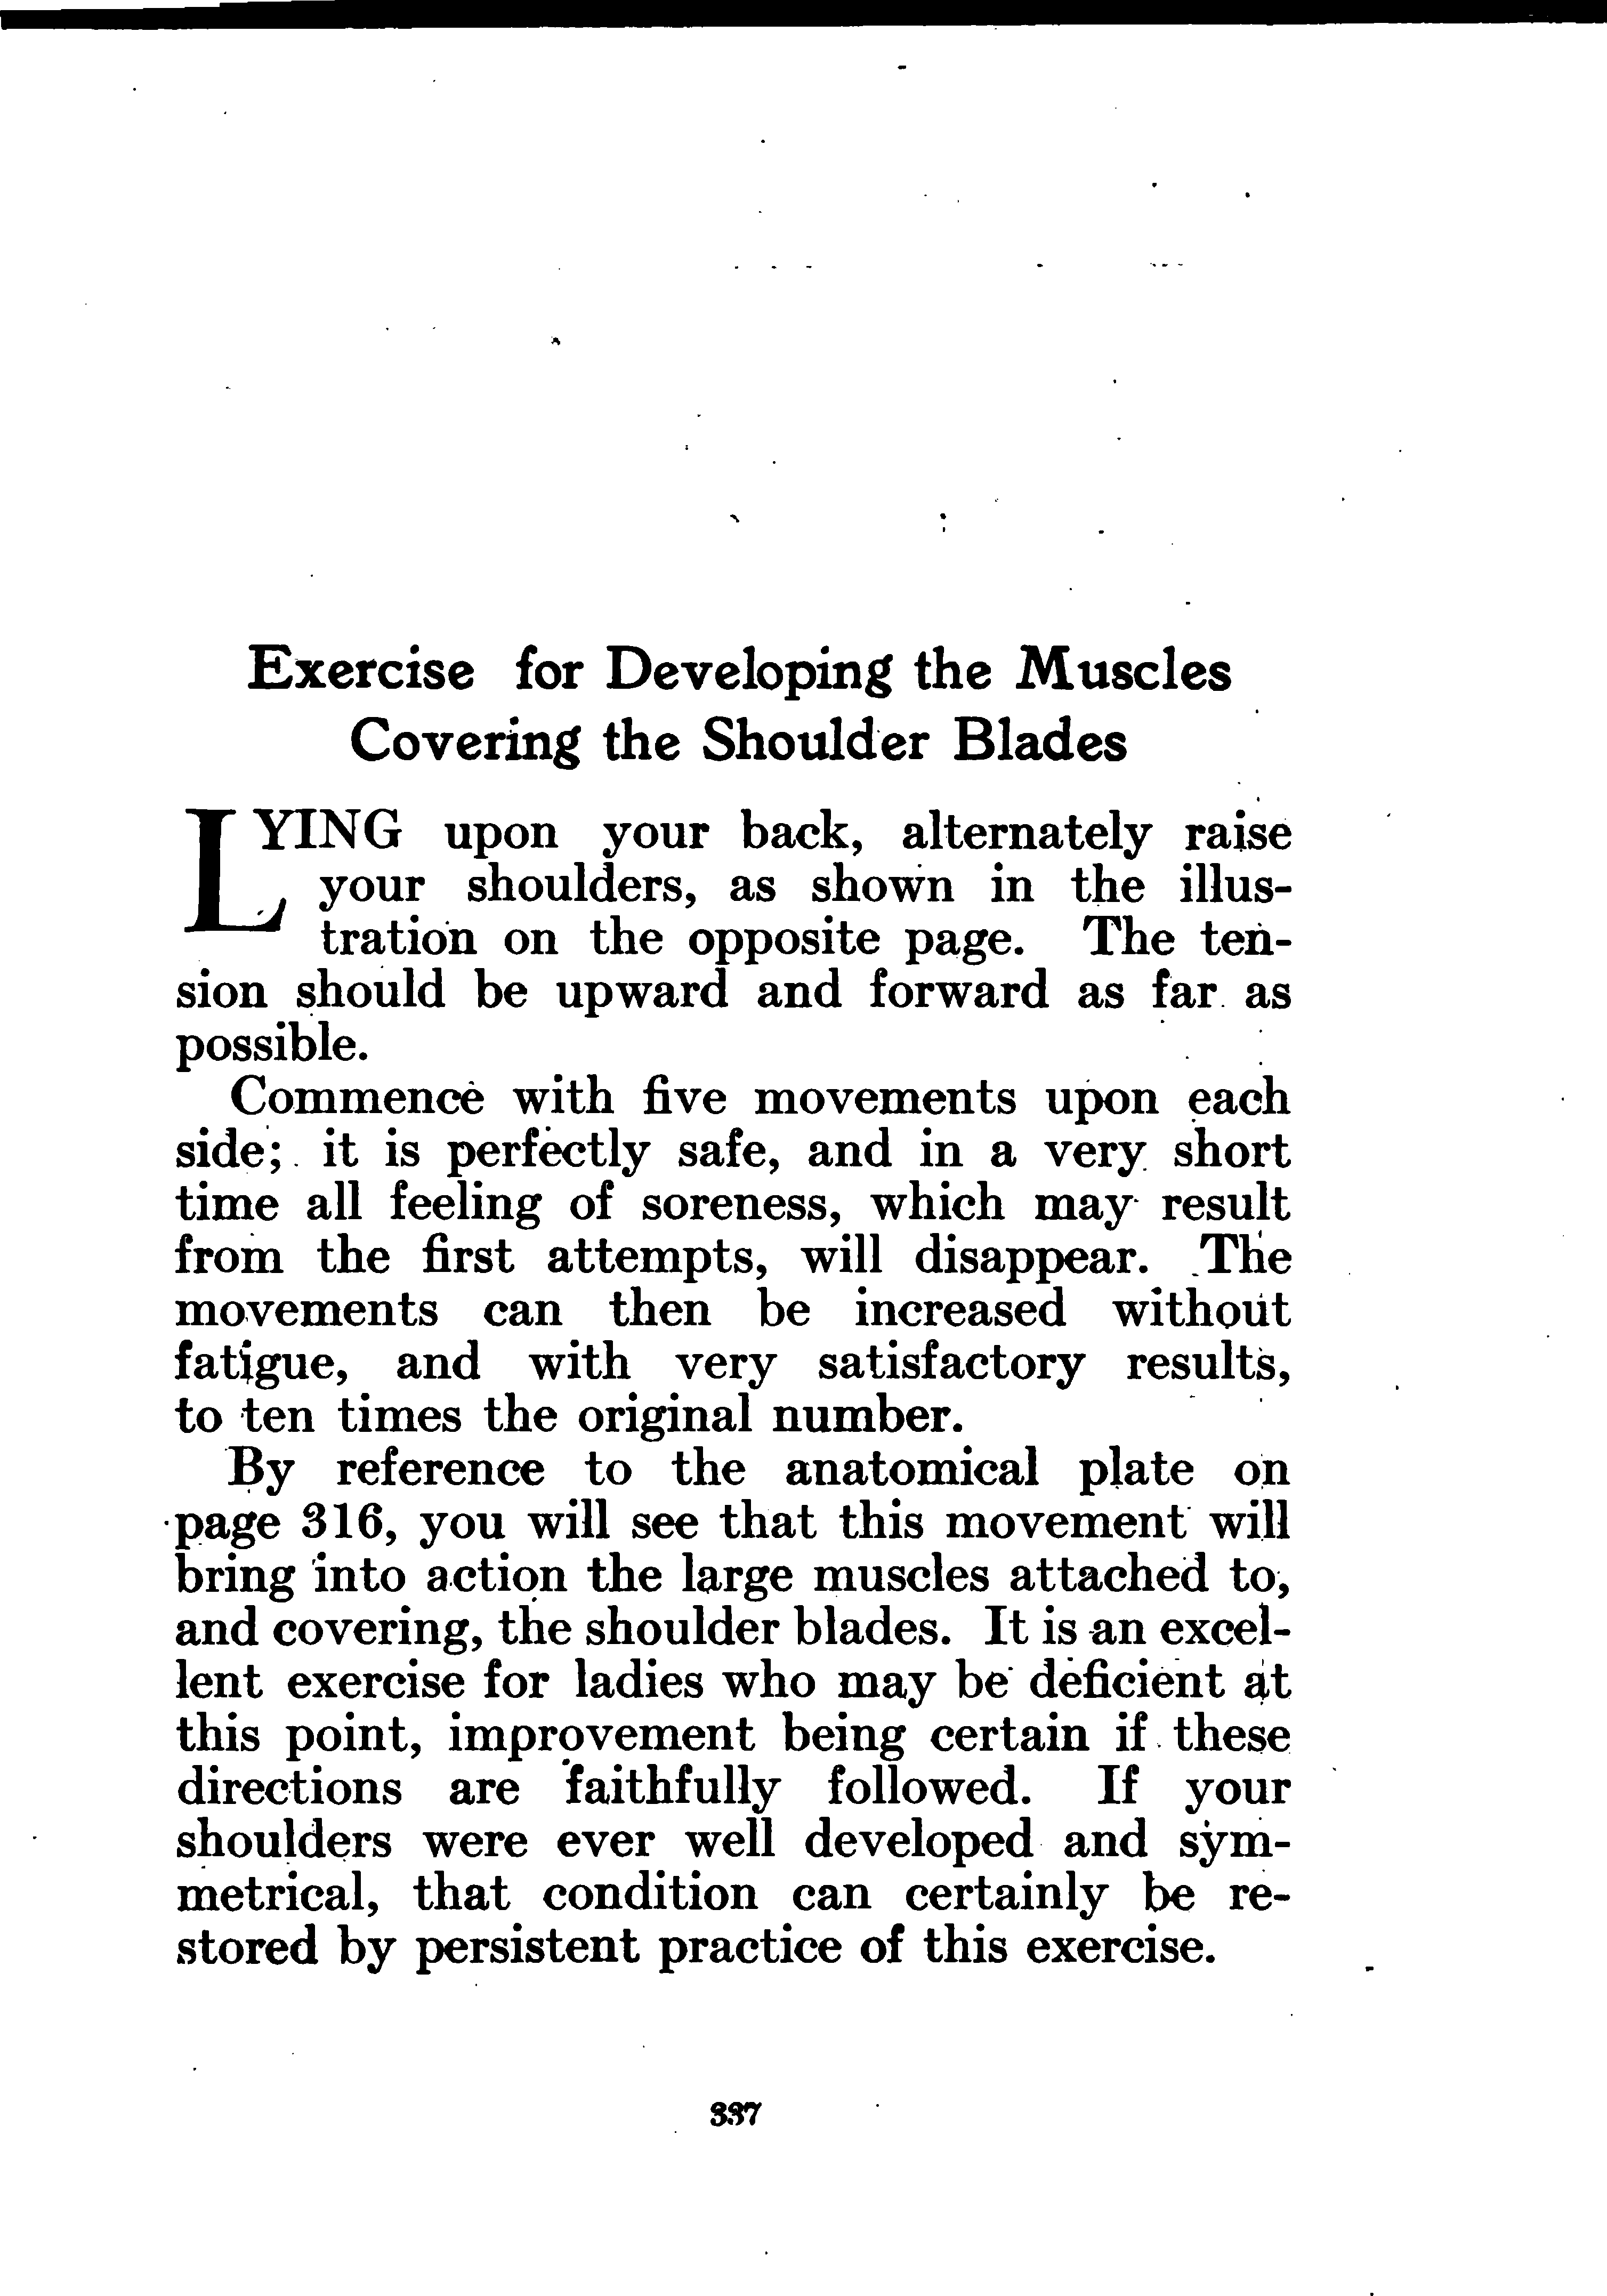 Exercise for Developing the Muscles
Covering the Shoulder Blades
LYING upon your back, alternately raise
your shoulders, as shown in the illus-
tration on the opposite page. The ten-
sion should be upward and forward as far as
possible.
Commence with five movements upon each
side; it is perfectly safe, and in a very short
time all feeling of soreness, which may result
from the first attempts, will disappear. The
movements can then be increased without
fatigue, and with very satisfactory results,
to ten times the original number.
By reference to the anatomical plate on
page 316, you will see that this movement will
bring into action the large muscles attached to,
and covering, the shoulder blades. It is an excel-
lent exercise for ladies who may be deficient at
this point, improvement being certain if these
directions are faithfully followed. If your
shoulders were ever well developed and sym-
metrical, that condition can certainly be re-
stored by persistent practice of this exercise.
337